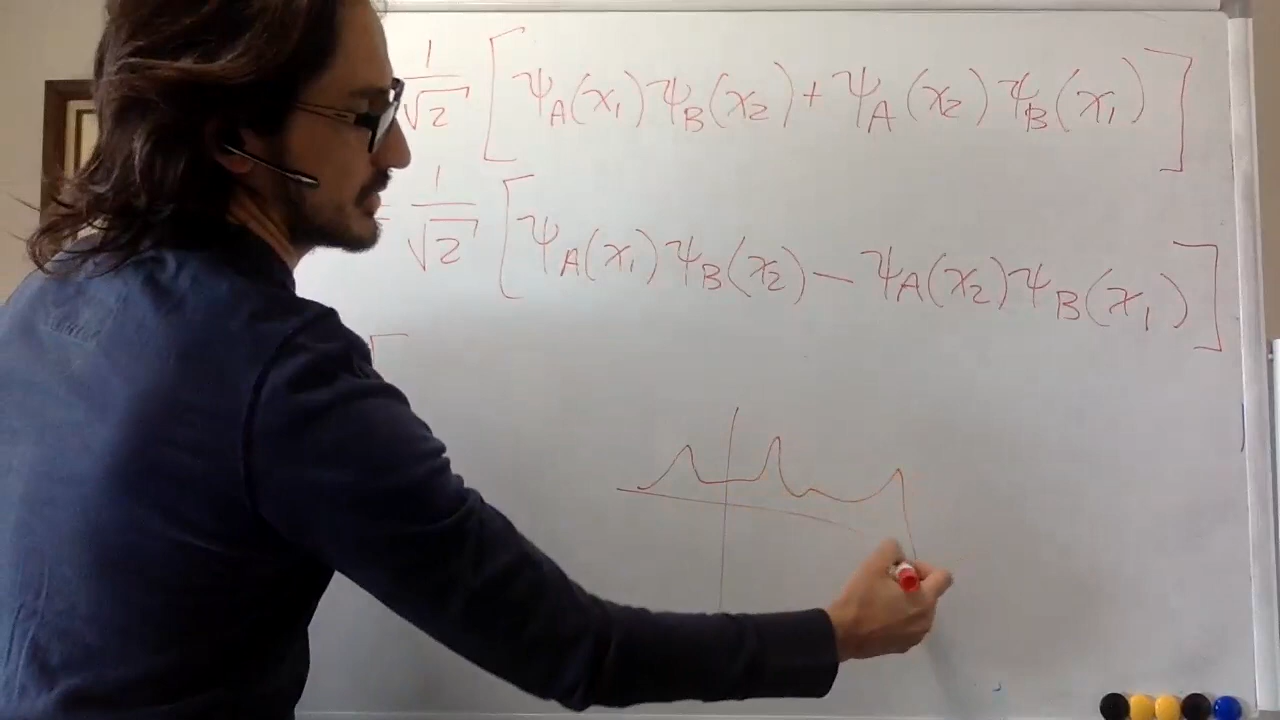 1/√2 [ψ_A(x₁)ψ_B(x₂) + ψ_A(x₂)ψ_B(x₁)]
= 1/√2 [ψ_A(x₁)ψ_B(x₂) − ψ_A(x₂)ψ_B(x₁)]